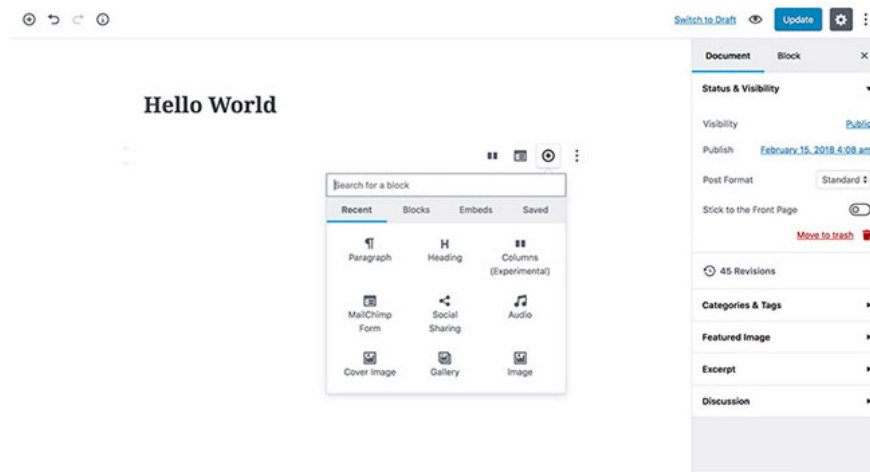 Switch to Draft
Update
Document Block
Status & Visibility
Visibility Public
Publish February 15, 2018 4:08 am
Post Format Standard
Stick to the Front Page
Move to trash
45 Revisions
Categories & Tags
Featured Image
Excerpt
Discussion
Hello World
Search for a block
Recent Blocks Embeds Saved
Paragraph Heading Columns
(Experimental)
MailChimp Social Audio
Form Sharing
Cover Image Gallery Image